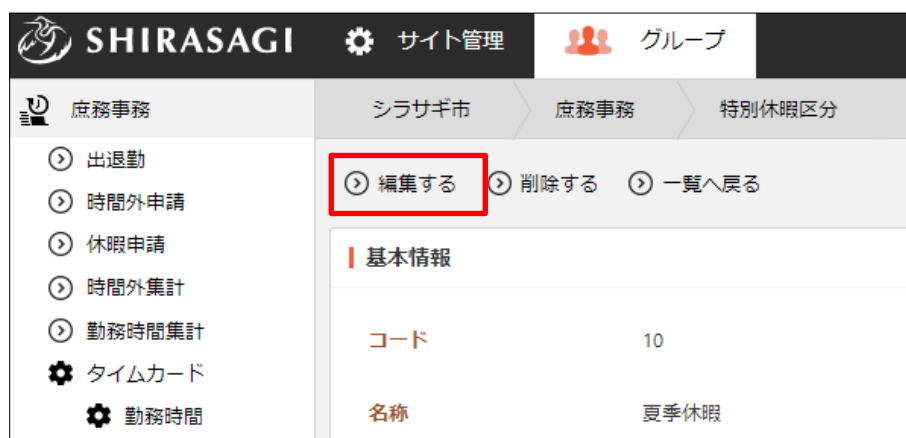 SHIRASAGI サイト管理 グループ
庶務事務 シラサギ市 庶務事務 特別休暇区分
出退勤
時間外申請
休暇申請
時間外集計
勤務時間集計
タイムカード
勤務時間
編集する 削除する 一覧へ戻る
基本情報
コード 10
名称 夏季休暇